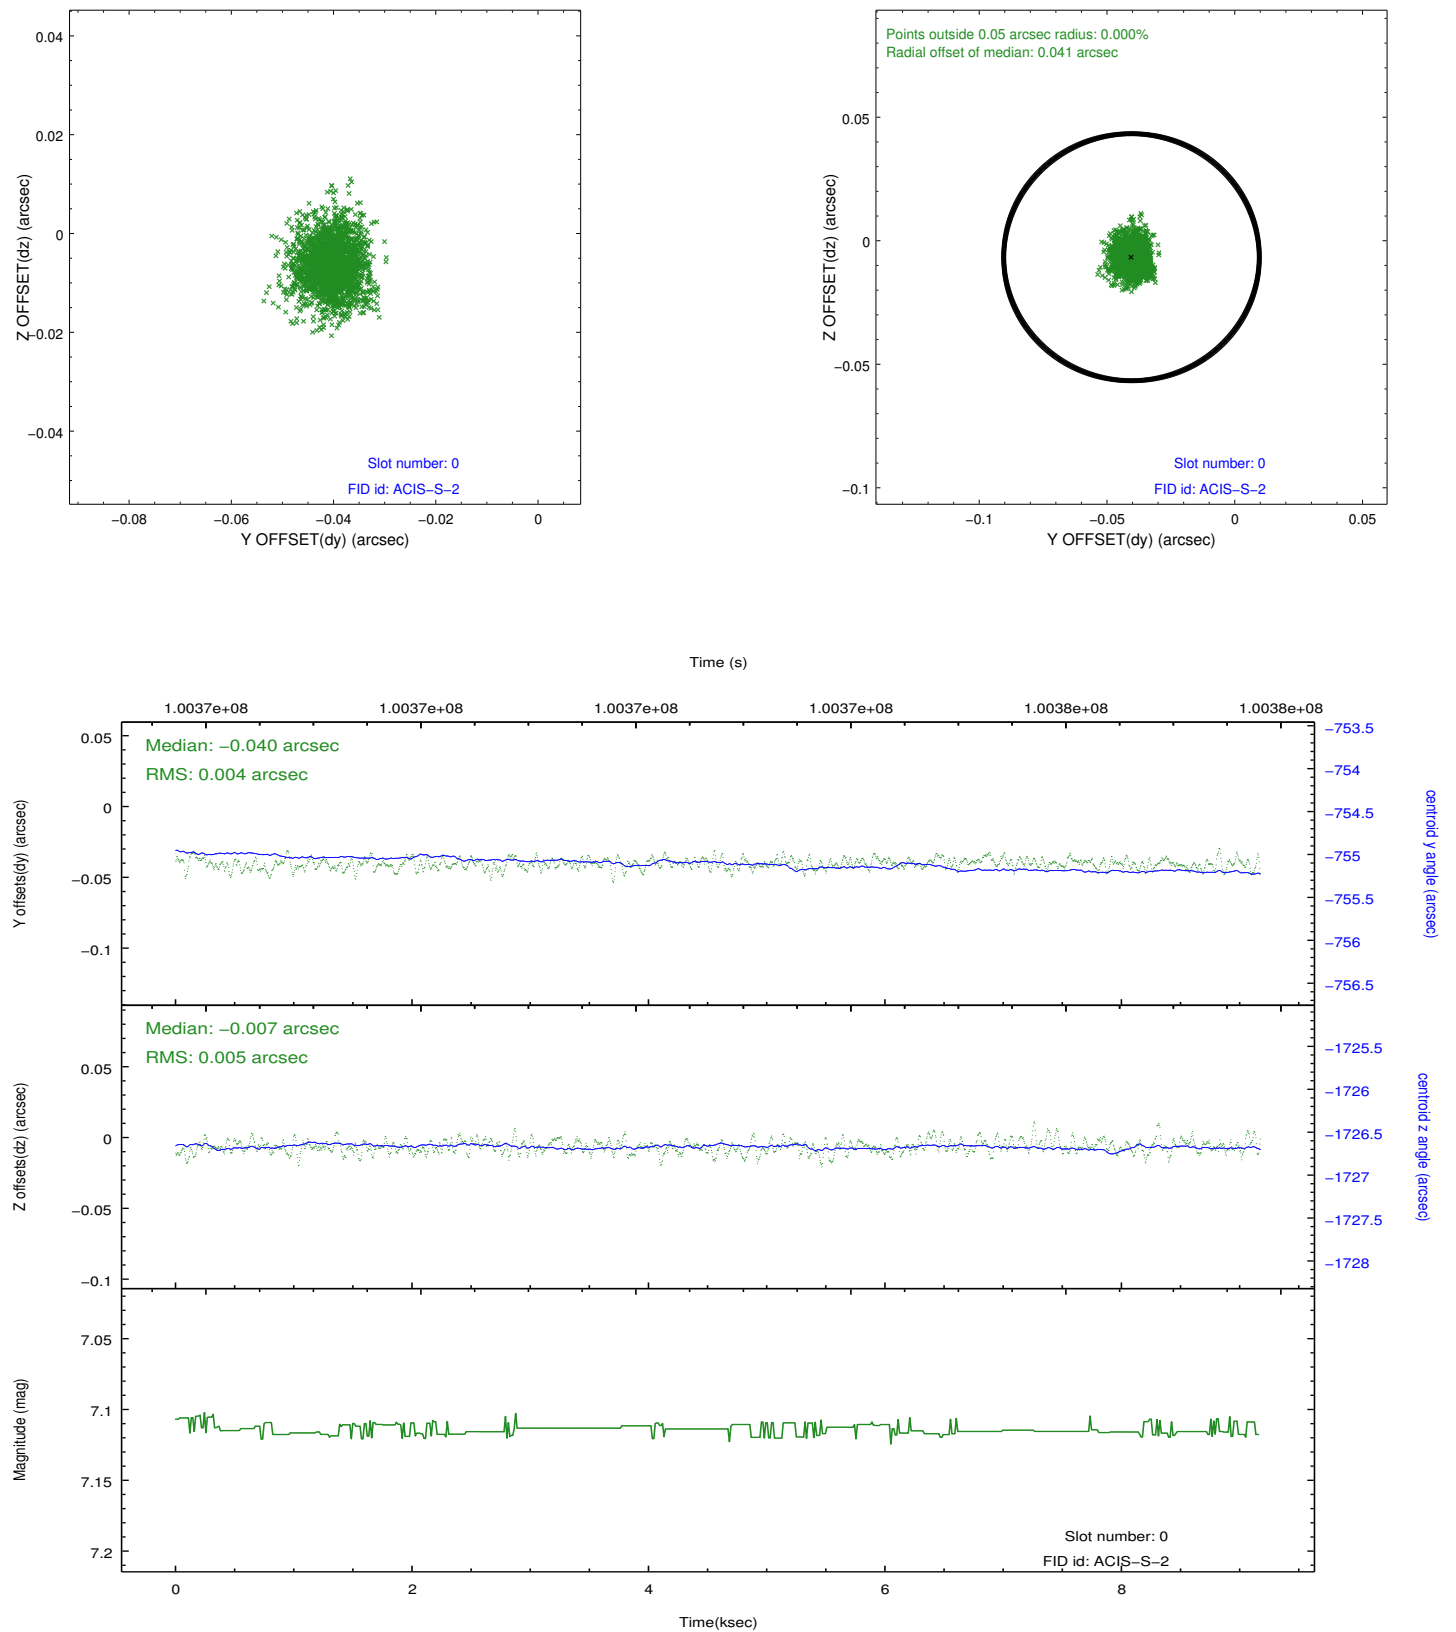 0.04
0.02
0
−0.02
−0.04
Z OFFSET(dz) (arcsec)
Slot number: 0
FID id: ACIS−S−2
−0.08
−0.06
−0.04
−0.02
0
Y OFFSET(dy) (arcsec)
Points outside 0.05 arcsec radius: 0.000%
Radial offset of median: 0.041 arcsec
0.05
0
−0.05
−0.1
Z OFFSET(dz) (arcsec)
Slot number: 0
FID id: ACIS−S−2
−0.1
−0.05
0
0.05
Y OFFSET(dy) (arcsec)
Time (s)
1.0037e+08 1.0037e+08 1.0037e+08 1.0037e+08 1.0038e+08 1.0038e+08
Median: −0.040 arcsec
RMS: 0.004 arcsec
0.05
0
−0.05
−0.1
Y offsets(dy) (arcsec)
−753.5
−754
−754.5
−755
−755.5
−756
−756.5
centroid y angle (arcsec)
Median: −0.007 arcsec
RMS: 0.005 arcsec
0.05
0
−0.05
−0.1
Z offsets(dz) (arcsec)
−1725.5
−1726
−1726.5
−1727
−1727.5
−1728
centroid z angle (arcsec)
7.05
7.1
7.15
7.2
Magnitude (mag)
Slot number: 0
FID id: ACIS−S−2
0 2 4 6 8
Time(ksec)